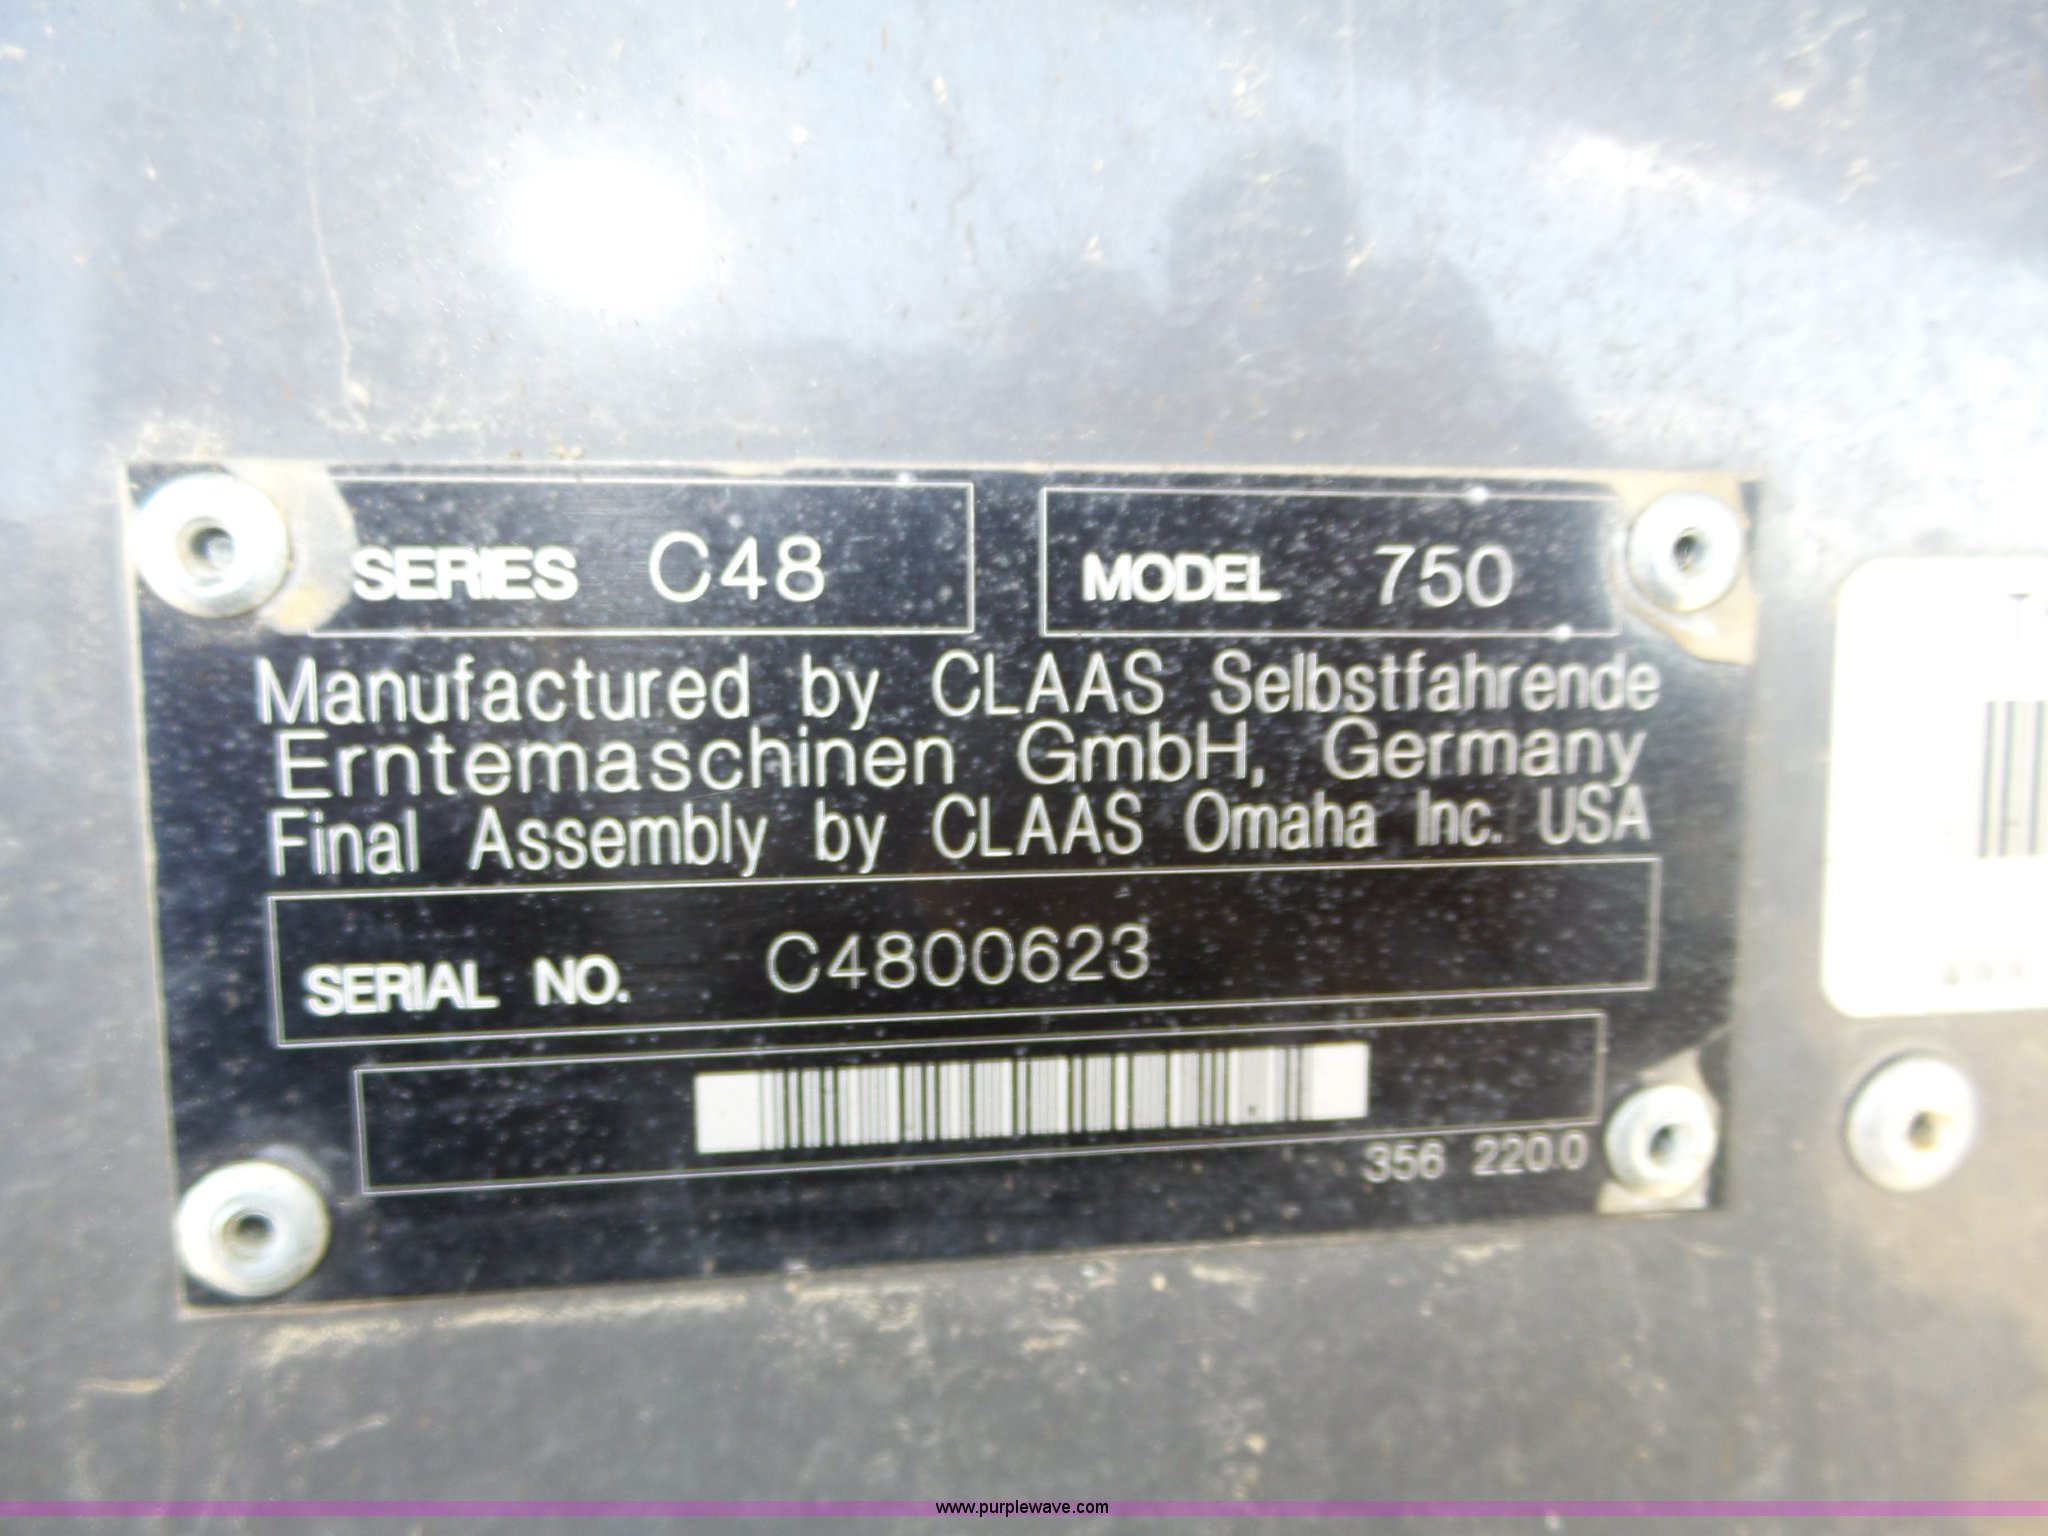 SERIES C48 MODEL 750
Manufactured by CLAAS Selbstfahrende
Erntemaschinen GmbH, Germany
Final Assembly by CLAAS Omaha Inc. USA
SERIAL NO. C4800623
356 220.0
www.purplewave.com